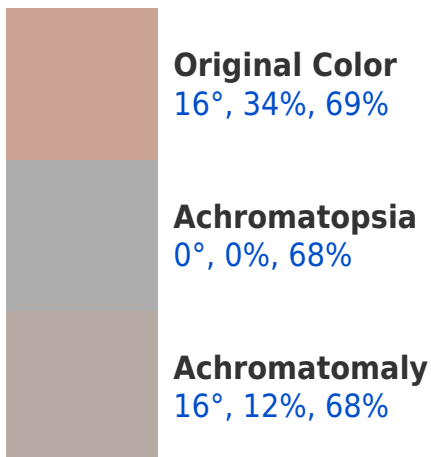 Original Color
16°, 34%, 69%
Achromatopsia
0°, 0%, 68%
Achromatomaly
16°, 12%, 68%